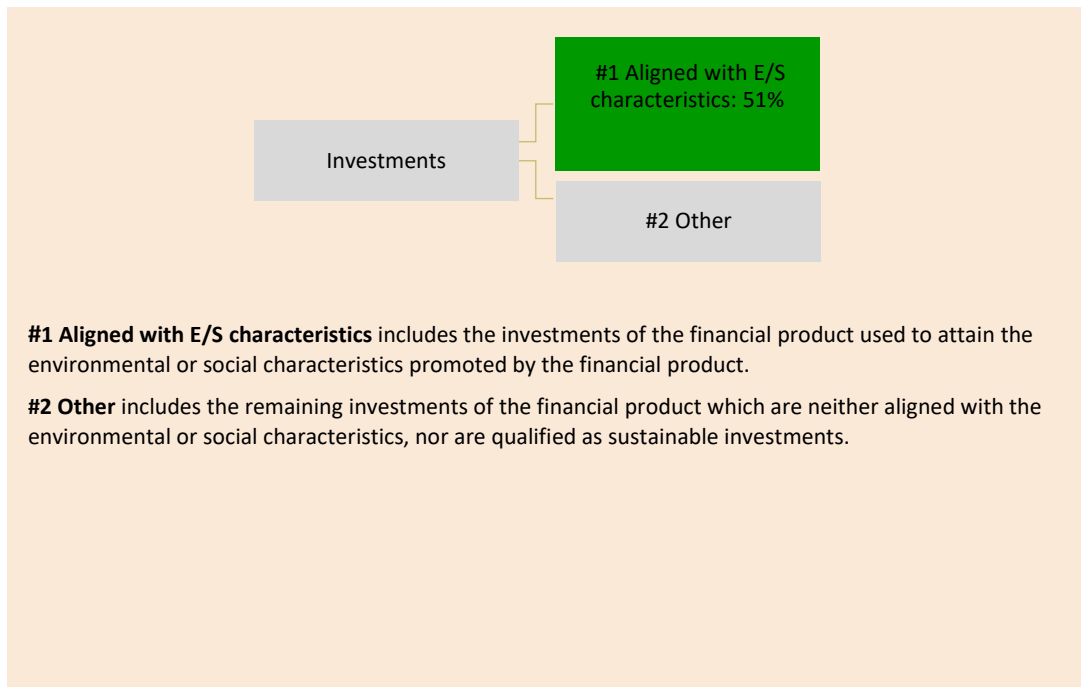 #1 Aligned with E/S
characteristics: 51%
Investments
#2 Other
#1 Aligned with E/S characteristics includes the investments of the financial product used to attain the
environmental or social characteristics promoted by the financial product.
#2 Other includes the remaining investments of the financial product which are neither aligned with the
environmental or social characteristics, nor are qualified as sustainable investments.